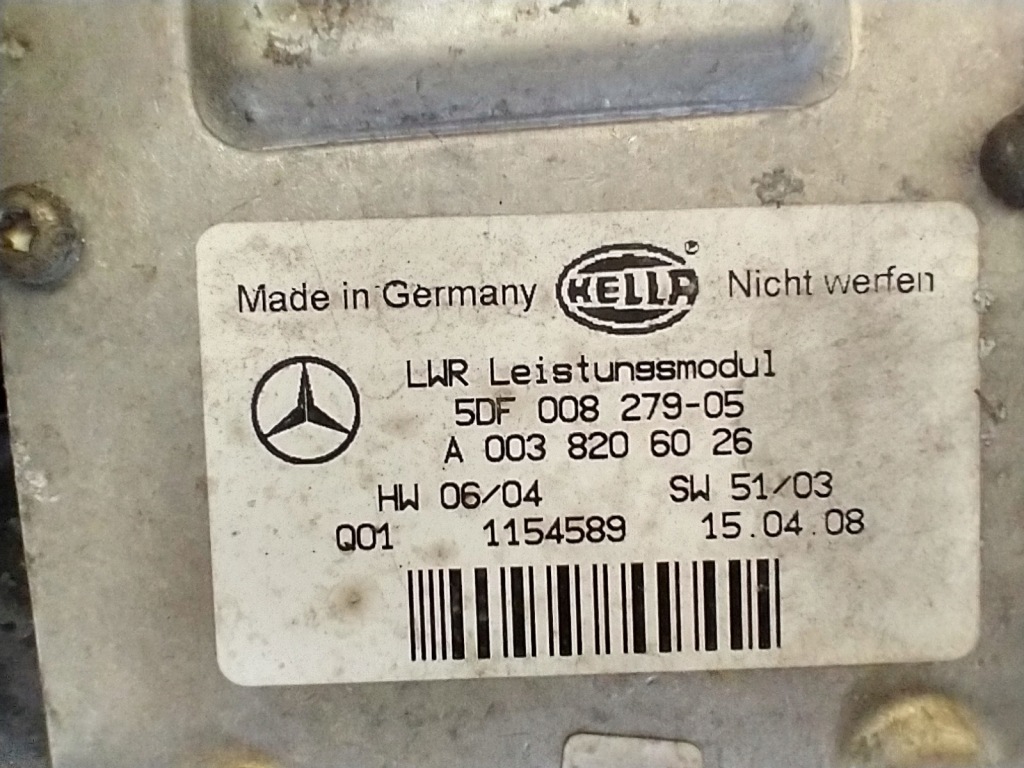 Made in Germany HELLA ® Nicht werfen
LWR Leistungsmodul
5DF 008 279-05
A 003 820 60 26
HW 06/04 SW 51/03
Q01 1154589 15.04.08